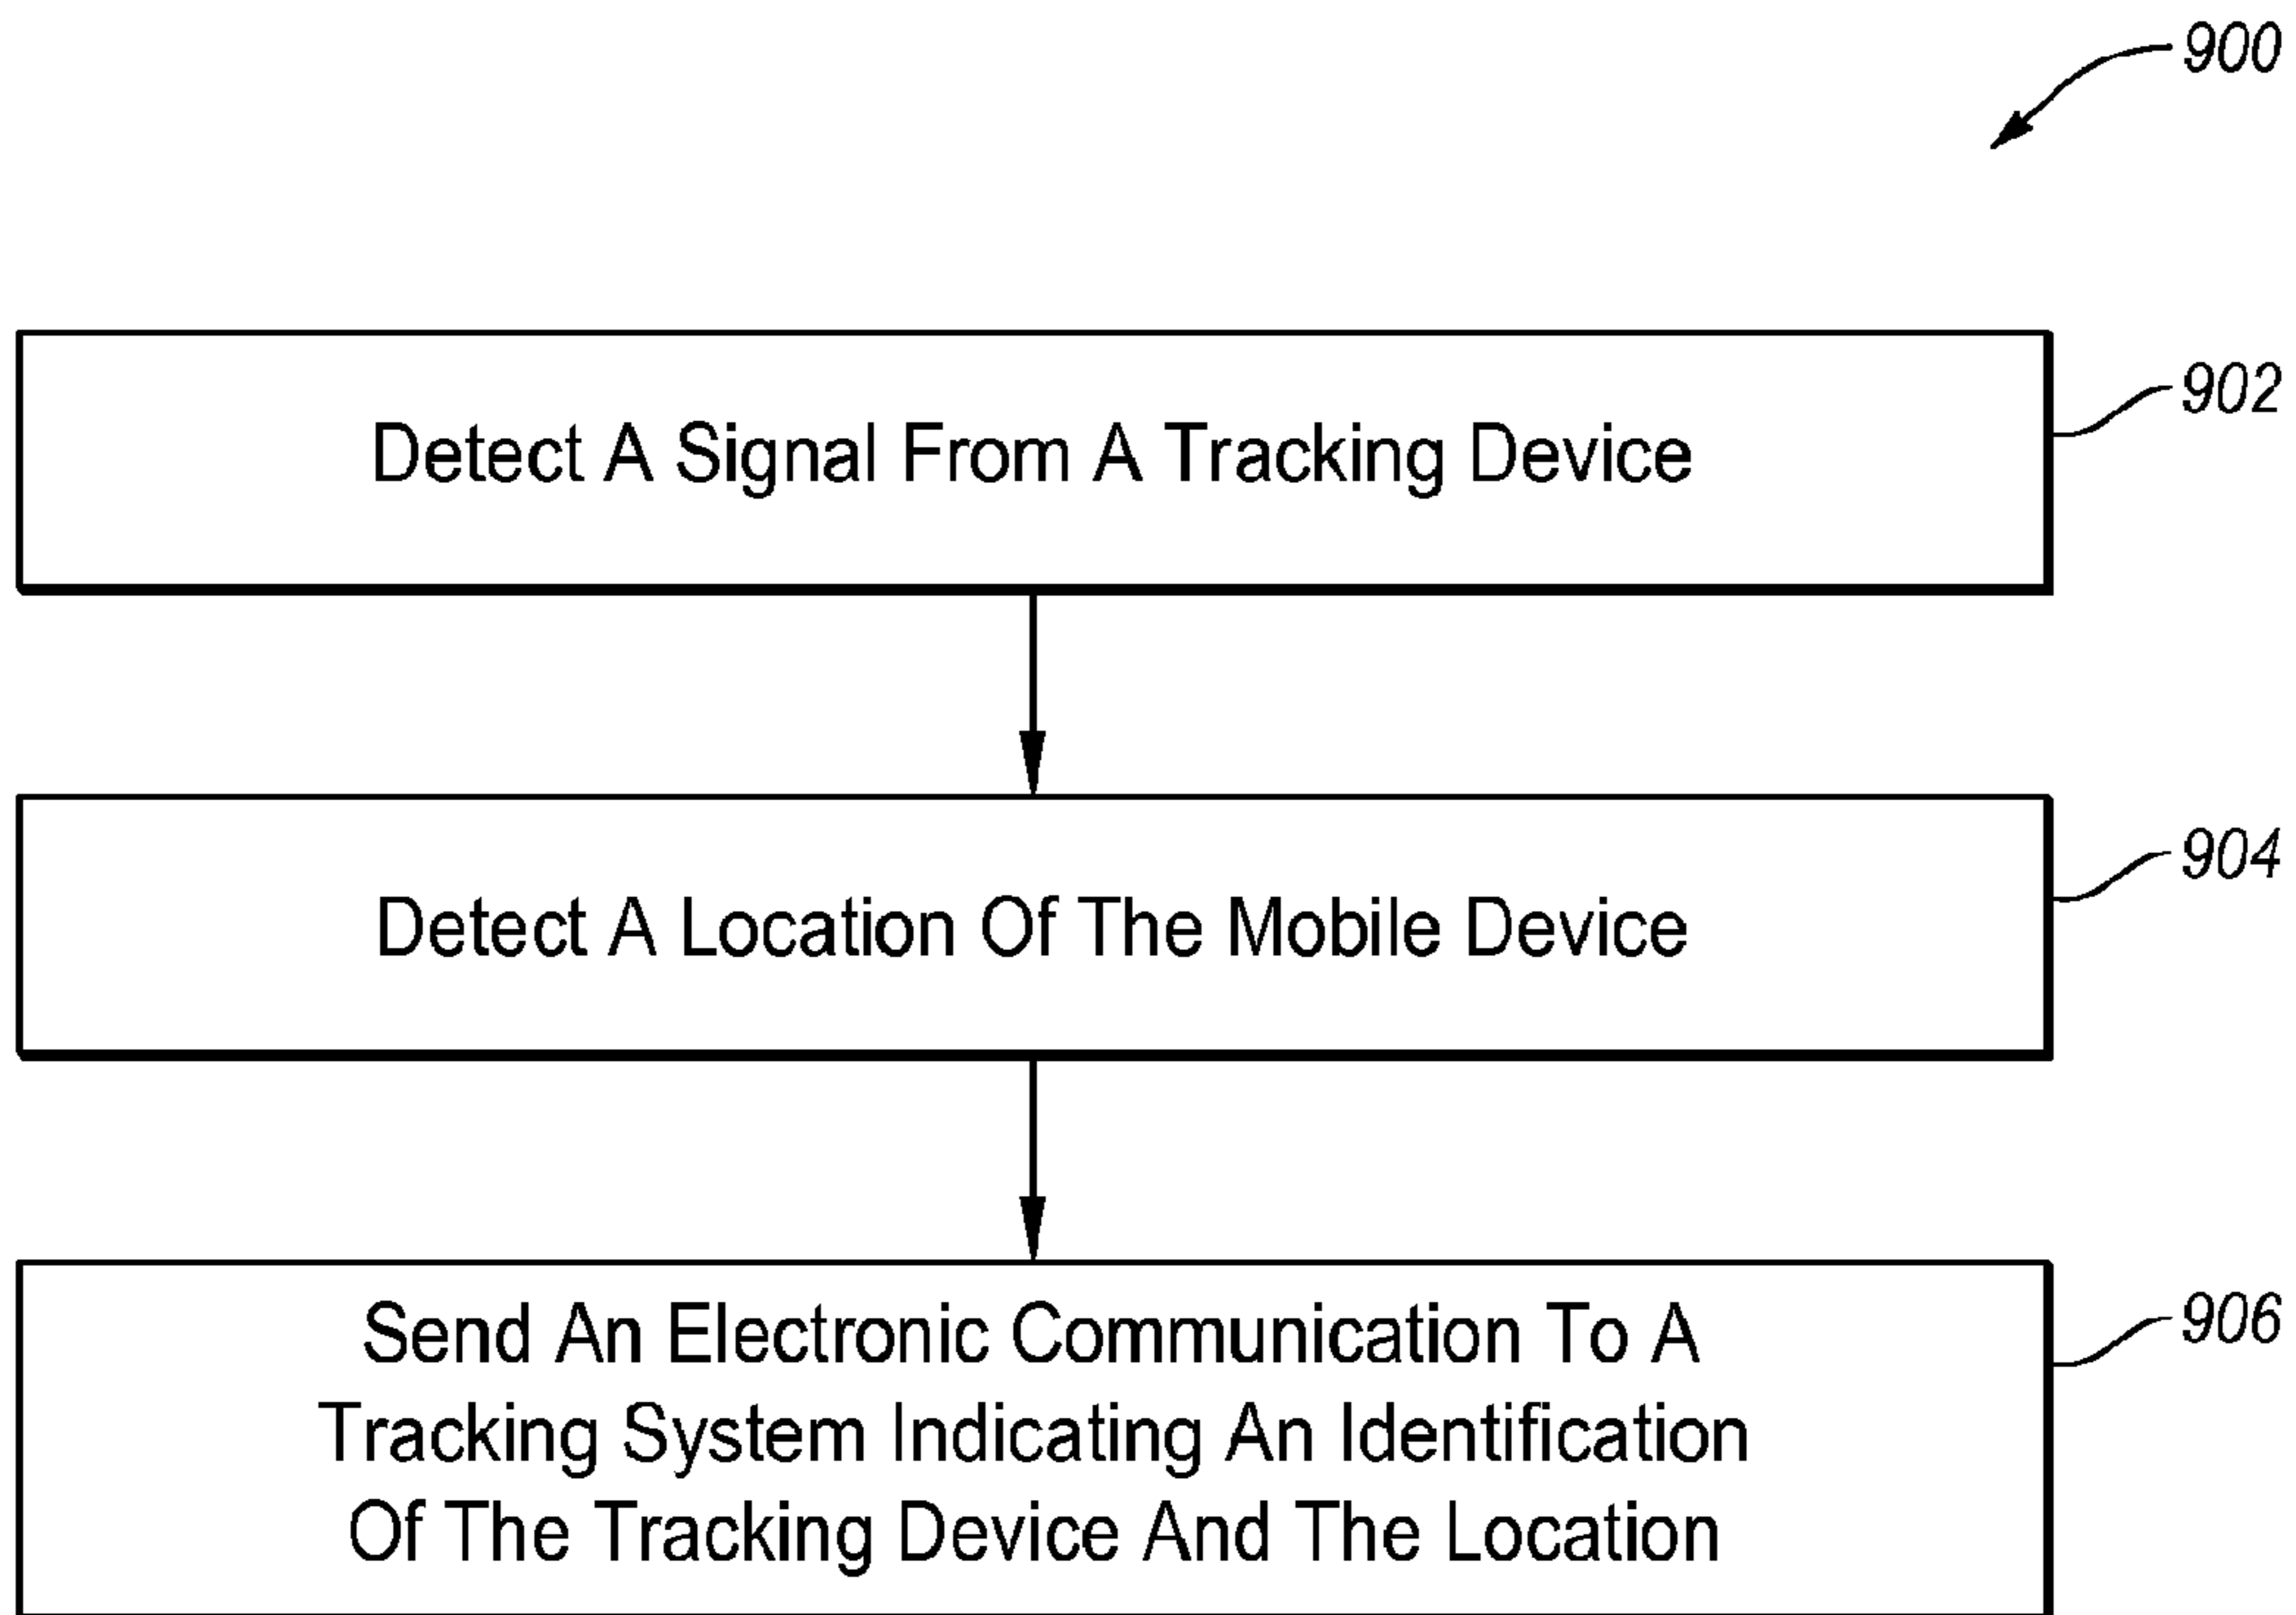 900
902
Detect A Signal From A Tracking Device
904
Detect A Location Of The Mobile Device
906
Send An Electronic Communication To A
Tracking System Indicating An Identification
Of The Tracking Device And The Location